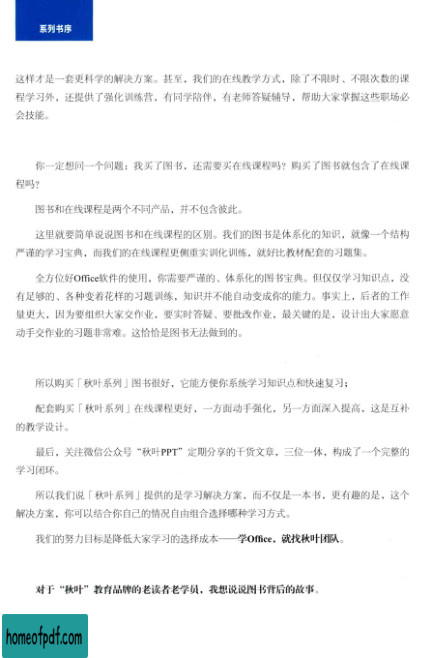 系列书序
这样才是一套更科学的解决方案。甚至，我们的在线教学方式，除了不限时、不限次数的课
程学习外，还提供了强化训练营，有同学陪伴，有老师答疑辅导，帮助大家掌握这些职场必
会技能。
你一定想问一个问题：我买了图书，还需要买在线课程吗？购买了图书就包含了在线课
程吗？
图书和在线课程是两个不同产品，并不包含彼此。
这里就要简单说说图书和在线课程的区别。我们的图书是体系化的知识，就像一个结构
严谨的学习宝典，而我们的在线课程更侧重实训化训练，就好比教材配套的习题集。
全方位好Office软件的使用，你需要严谨的、体系化的图书宝典。但仅仅学习知识点，没
有足够的、各种变着花样的习题训练，知识并不能自动变成你的能力。事实上，后者的工作
量更大，因为要组织大家交作业，要实时答疑、要批改作业，最关键的是，设计出大家愿意
动手交作业的习题非常难。这恰恰是图书无法做到的。
所以购买「秋叶系列」图书很好，它能方便你系统学习知识点和快速复习；
配套购买「秋叶系列」在线课程更好，一方面动手强化，另一方面深入提高，这是互补
的教学设计。
最后，关注微信公众号“秋叶PPT”定期分享的干货文章，三位一体，构成了一个完整的
学习闭环。
所以我们说「秋叶系列」提供的是学习解决方案，而不仅是一本书，更有趣的是，这个
解决方案，你可以结合你自己的情况自由组合选择哪种学习方式。
我们的努力目标是降低大家学习的选择成本——学Office，就找秋叶团队。
对于“秋叶”教育品牌的老读者老学员，我想说说图书背后的故事。
homeofpdf.com